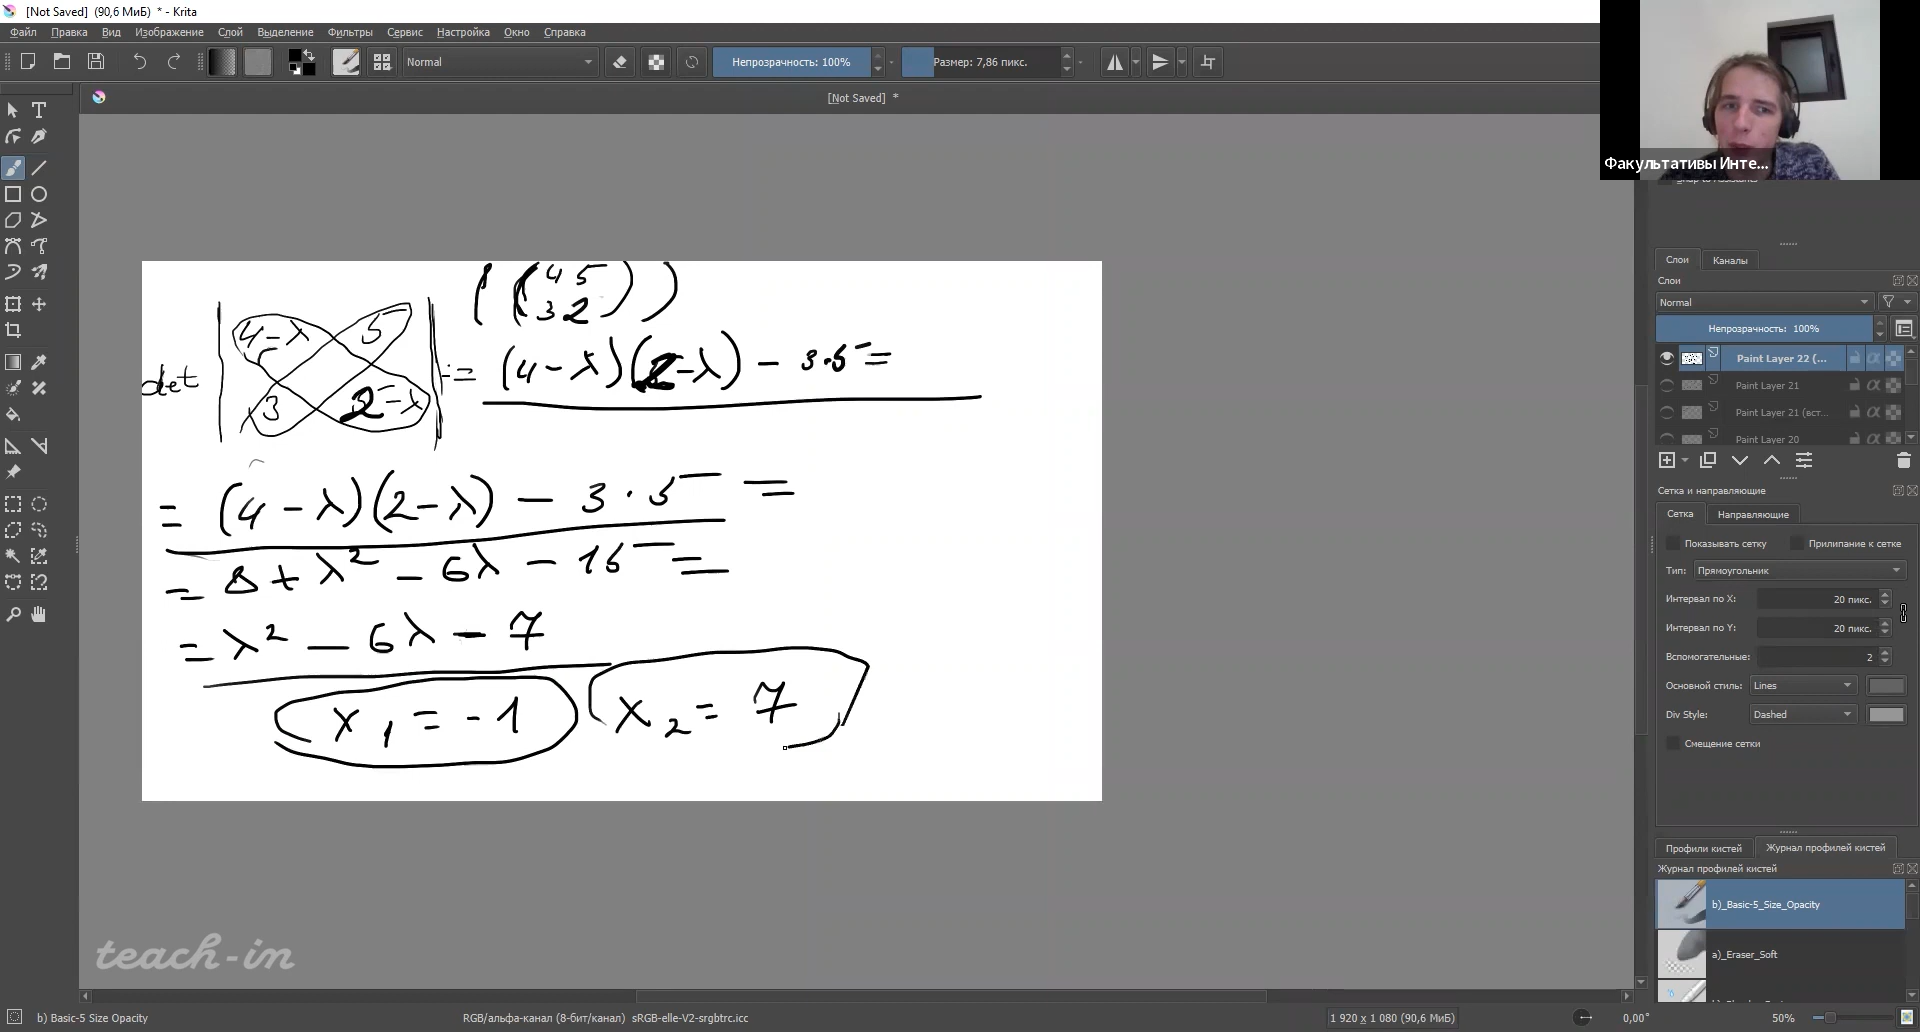 [Not Saved] (90,6 МиБ) * - Krita
Файл Правка Вид Изображение Слой Выделение Фильтры Сервис Настройка Окно Справка
Normal Непрозрачность: 100% Размер: 7,86 пикс.
[Not Saved] *
Факультативы Инте...
Слои Каналы
Слои
Normal
Непрозрачность: 100%
Paint Layer 22 (...
Paint Layer 21
Paint Layer 21 (вст...
Paint Layer 20
Сетка и направляющие
Сетка Направляющие
Показывать сетку Прилипание к сетке
Тип: Прямоугольник
Интервал по X: 20 пикс.
Интервал по Y: 20 пикс.
Вспомогательные: 2
Основной стиль: Lines
Div Style: Dashed
Смещение сетки
Профили кистей Журнал профилей кистей
Журнал профилей кистей
b)_Basic-5_Size_Opacity
a)_Eraser_Soft
4 5
3 2
det 4-λ 5
3 2-λ
= (4-λ)(2-λ) - 3·5 =
= (4-λ)(2-λ) - 3·5 =
= 8 + λ² - 6λ - 15 =
= λ² - 6λ - 7
x₁ = -1 x₂ = 7
teach-in
b) Basic-5 Size Opacity RGB/альфа-канал (8-бит/канал) sRGB-elle-V2-srgbtrc.icc 1 920 x 1 080 (90,6 МиБ) 0,00° 50%